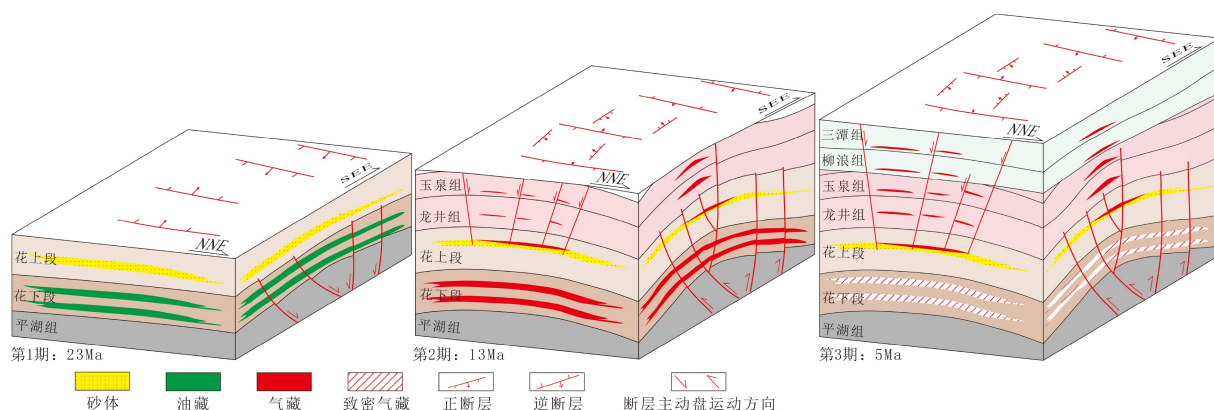 SEE
NNE
花上段
花下段
平湖组
第1期：23Ma
SEE
NNE
玉泉组
龙井组
花上段
花下段
平湖组
第2期：13Ma
SEE
NNE
三潭组
柳浪组
玉泉组
龙井组
花上段
花下段
平湖组
第3期：5Ma
砂体 油藏 气藏 致密气藏 正断层 逆断层 断层主动盘运动方向